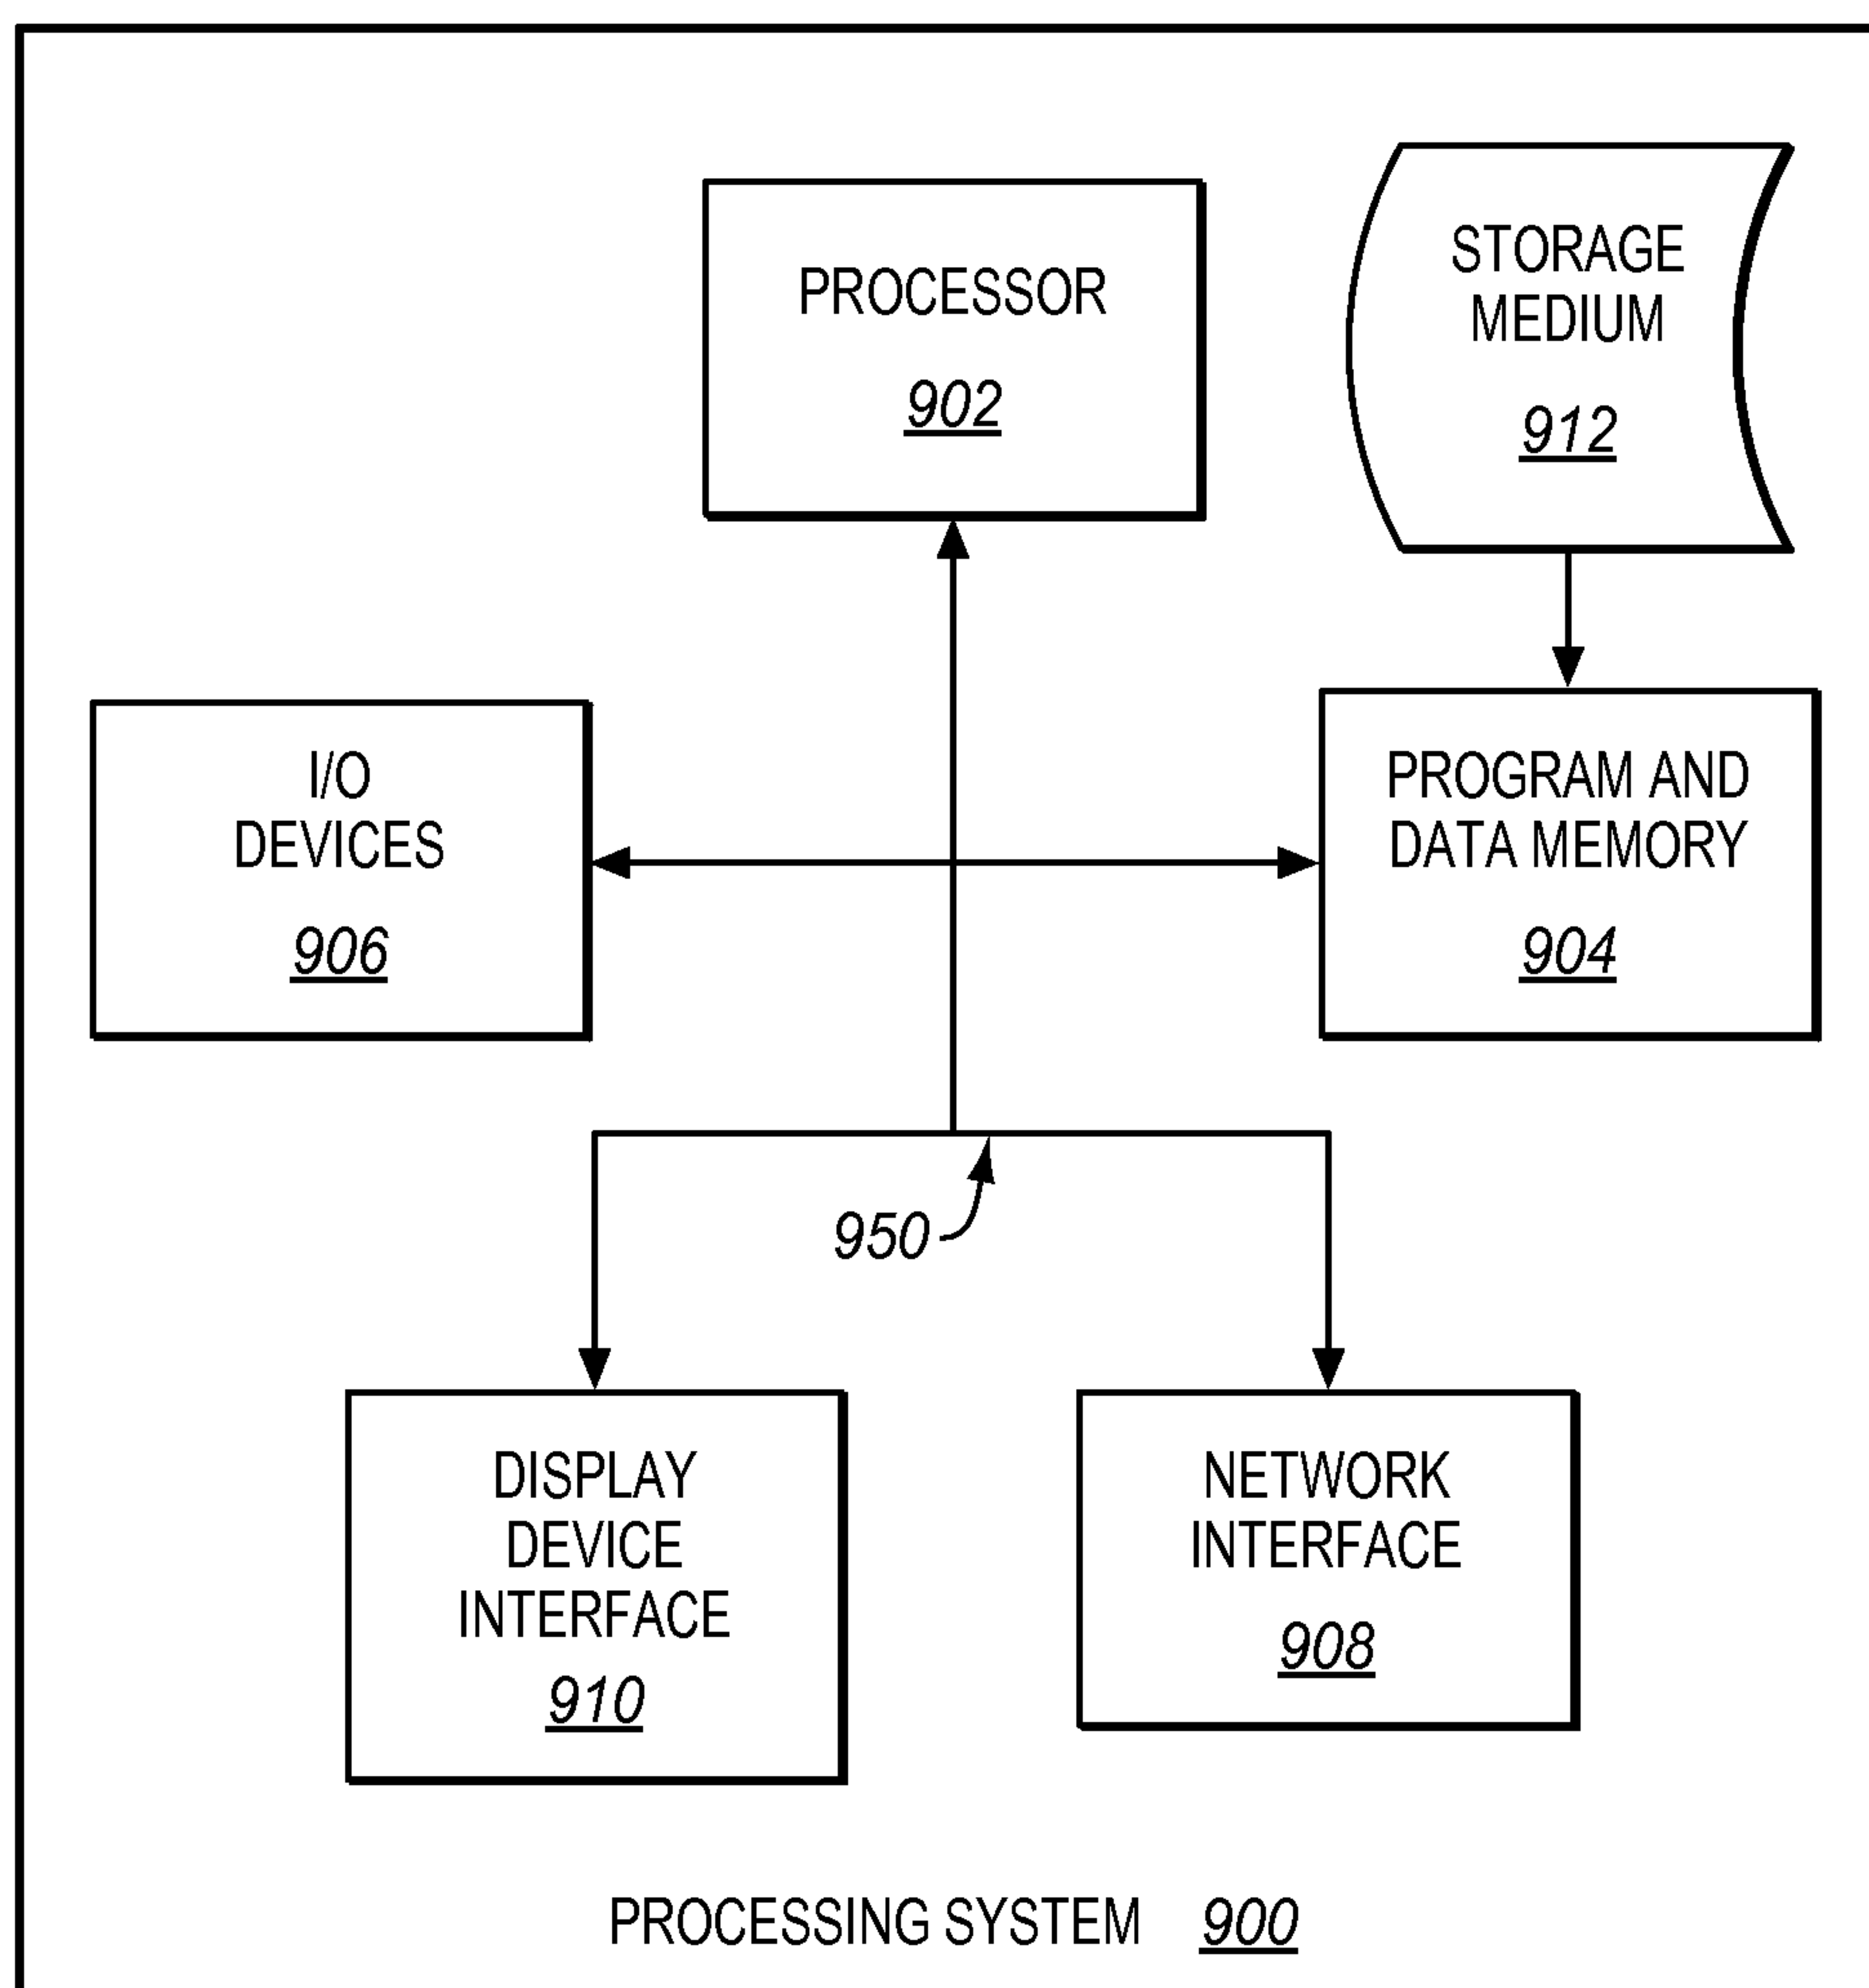 PROCESSOR
902
STORAGE
MEDIUM
912
I/O
DEVICES
906
PROGRAM AND
DATA MEMORY
904
950
DISPLAY
DEVICE
INTERFACE
910
NETWORK
INTERFACE
908
PROCESSING SYSTEM 900